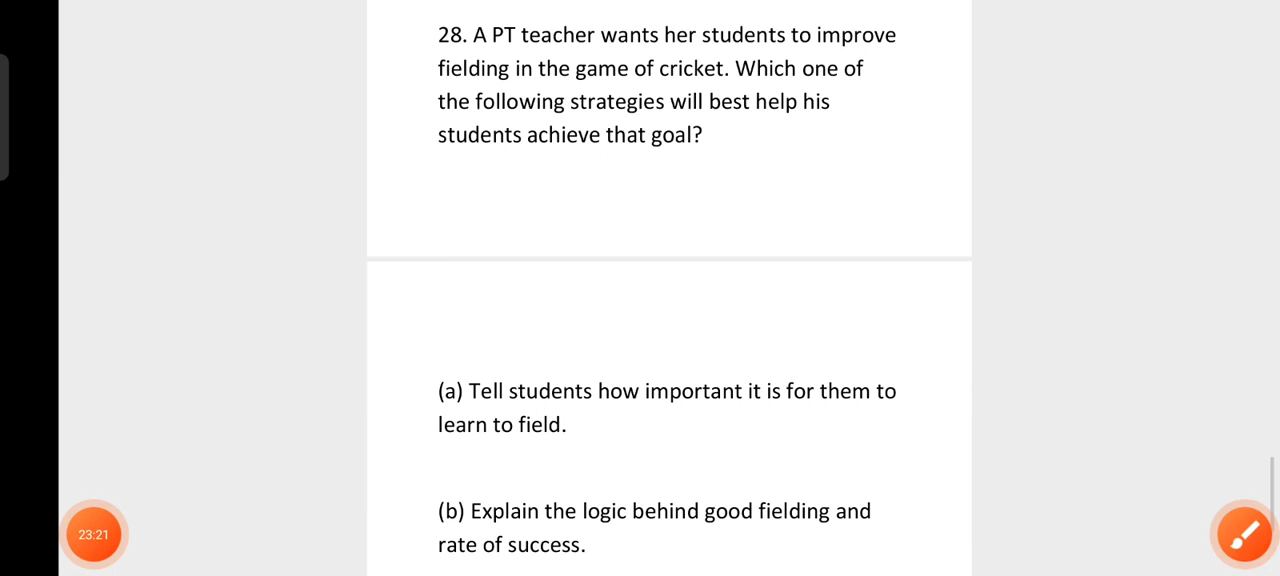 28. A PT teacher wants her students to improve
fielding in the game of cricket. Which one of
the following strategies will best help his
students achieve that goal?
(a) Tell students how important it is for them to
learn to field.
(b) Explain the logic behind good fielding and
rate of success.
23:21